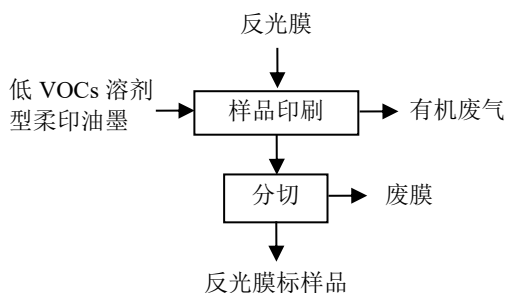 反光膜
低 VOCs 溶剂
型柔印油墨
样品印刷
有机废气
分切
废膜
反光膜标样品